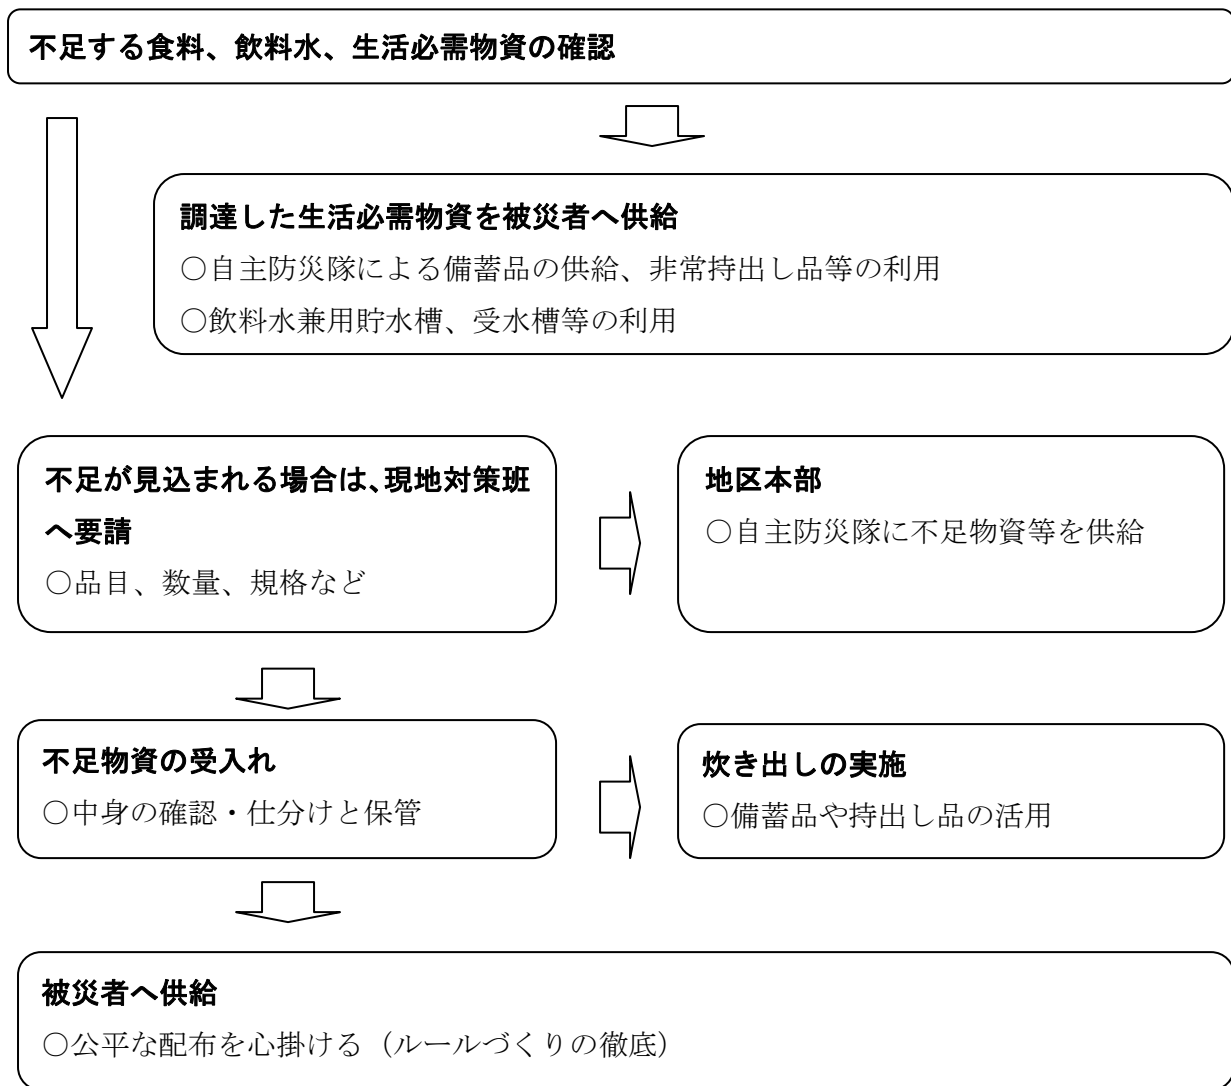 不足する食料、飲料水、生活必需物資の確認
調達した生活必需物資を被災者へ供給
○自主防災隊による備蓄品の供給、非常持出し品等の利用
○飲料水兼用貯水槽、受水槽等の利用
不足が見込まれる場合は、現地対策班
へ要請
○品目、数量、規格など
地区本部
○自主防災隊に不足物資等を供給
不足物資の受入れ
○中身の確認・仕分けと保管
炊き出しの実施
○備蓄品や持出し品の活用
被災者へ供給
○公平な配布を心掛ける（ルールづくりの徹底）